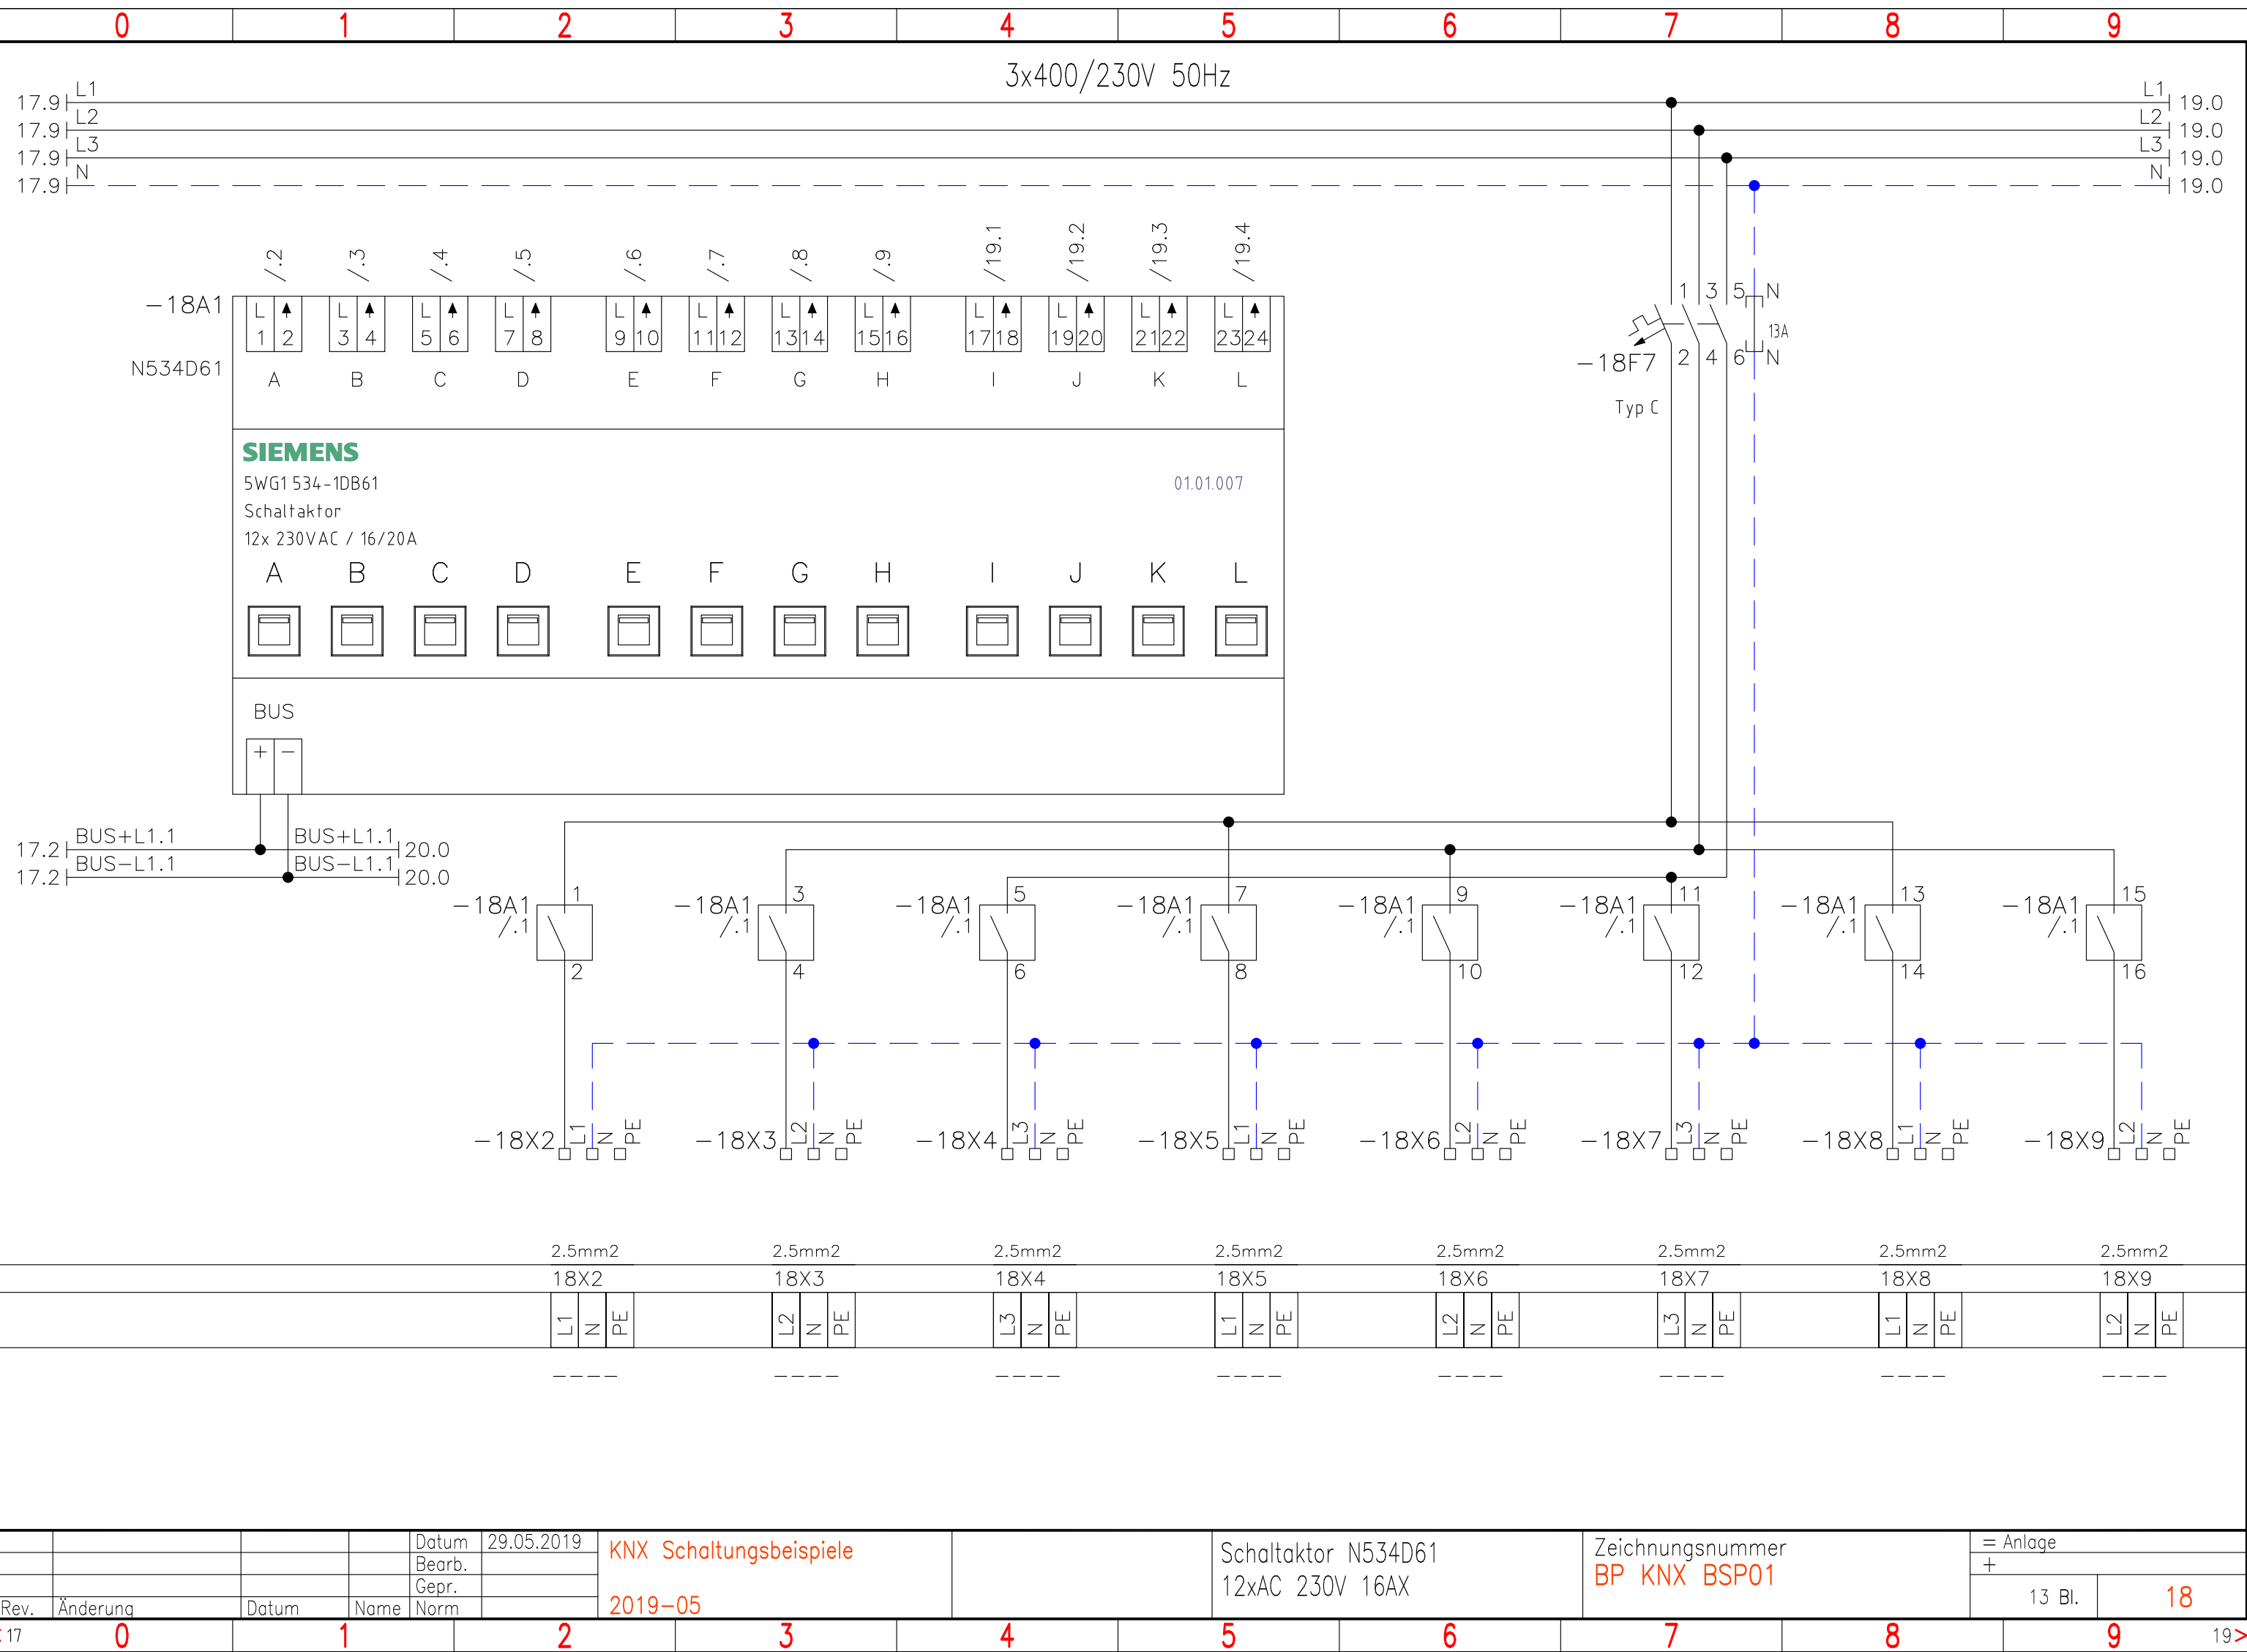 0 1 2 3 4 5 6 7 8 9
3x400/230V 50Hz
17.9 L1 L1 19.0
17.9 L2 L2 19.0
17.9 L3 L3 19.0
17.9 N N 19.0
/.2 /.3 /.4 /.5 /.6 /.7 /.8 /.9 /19.1 /19.2 /19.3 /19.4
-18A1 L L L L L L L L L L L L 1 3 5 N
1 2 3 4 5 6 7 8 9 10 11 12 13 14 15 16 17 18 19 20 21 22 23 24 13A
N534D61 A B C D E F G H I J K L -18F7 2 4 6 N
Typ C
SIEMENS
5WG1 534-1DB61 01.01.007
Schaltaktor
12x 230VAC / 16/20A
A B C D E F G H I J K L
BUS
+ -
17.2 BUS+L1.1 BUS+L1.1 20.0
17.2 BUS-L1.1 BUS-L1.1 20.0
1 3 5 7 9 11 13 15
-18A1 -18A1 -18A1 -18A1 -18A1 -18A1 -18A1 -18A1
/.1 /.1 /.1 /.1 /.1 /.1 /.1 /.1
2 4 6 8 10 12 14 16
-18X2 L1 N PE -18X3 L2 N PE -18X4 L3 N PE -18X5 L1 N PE -18X6 L2 N PE -18X7 L3 N PE -18X8 L1 N PE -18X9 L2 N PE
2.5mm2 2.5mm2 2.5mm2 2.5mm2 2.5mm2 2.5mm2 2.5mm2 2.5mm2
18X2 18X3 18X4 18X5 18X6 18X7 18X8 18X9
L1 N PE L2 N PE L3 N PE L1 N PE L2 N PE L3 N PE L1 N PE L2 N PE
---- ---- ---- ---- ---- ---- ---- ----
Datum 29.05.2019
Bearb.
Gepr.
Rev. Änderung Datum Name Norm
KNX Schaltungsbeispiele
2019-05
Schaltaktor N534D61
12xAC 230V 16AX
Zeichnungsnummer
BP KNX BSP01
= Anlage
+
13 Bl. 18
17 0 1 2 3 4 5 6 7 8 9 19>